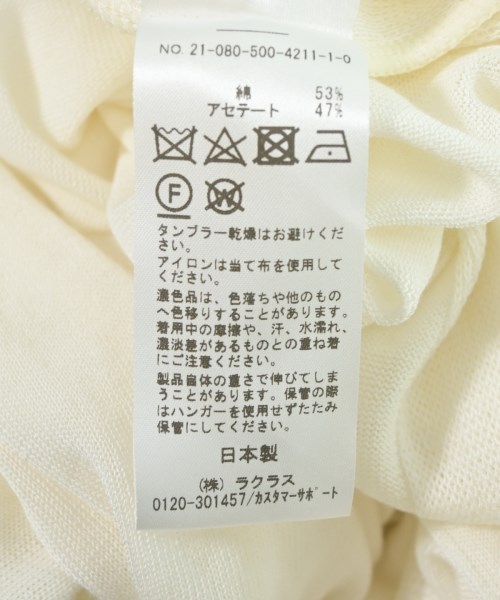 NO. 21-080-500-4211-1-0
綿 53%
アセテート 47%
F W
タンブラー乾燥はお避けくだ
さい。
アイロンは当て布を使用して
ください。
濃色品は、色落ちや他のもの
へ色移りすることがあります。
着用中の摩擦や、汗、水濡れ、
濃淡差があるものとの重ね着
にご注意ください。
製品自体の重さで伸びてしま
うことがあります。保管の際
はハンガーを使用せずたたみ
保管にしてください。
日本製
(株) ラクラス
0120-301457/カスタマーサポート